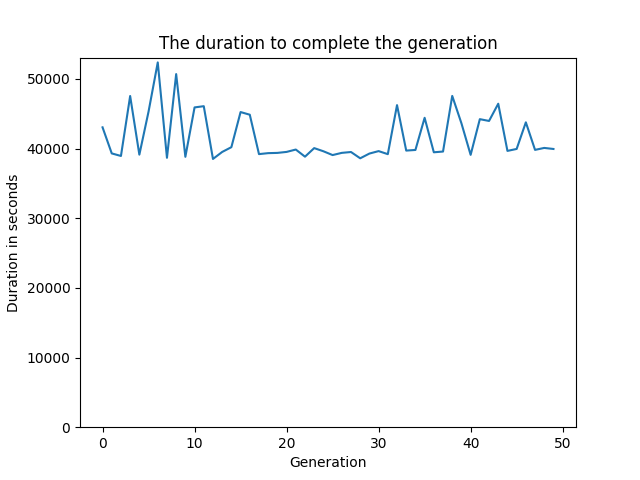 The duration to complete the generation
50000
40000
30000
20000
10000
0
Duration in seconds
0 10 20 30 40 50
Generation